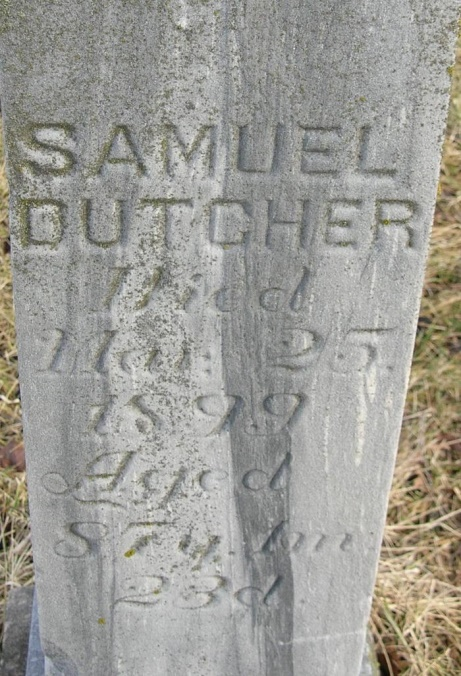 SAMUEL
DUTCHER
Died
Mar. 25.
1899
Aged
87y. 1m.
23d.